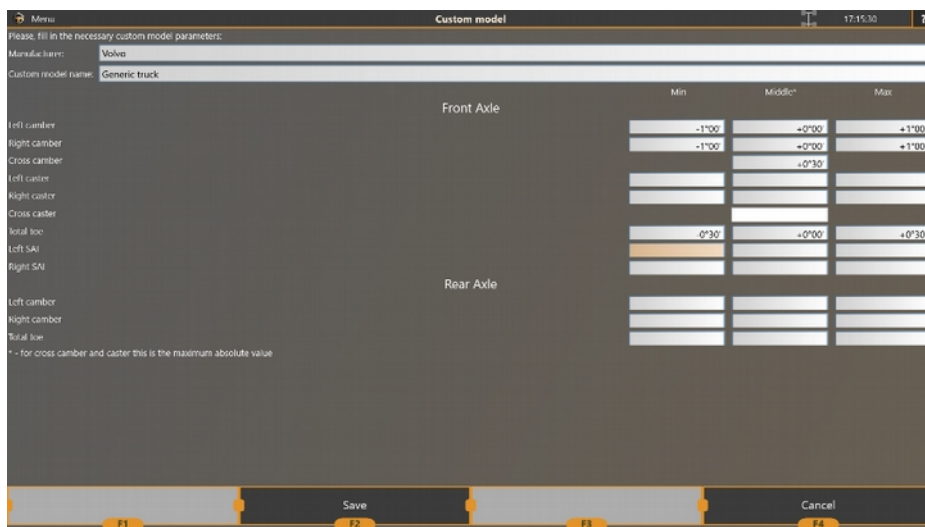 Menu Custom model 17:15:30 ?
Please, fill in the necessary custom model parameters:
Manufacturer: Volvo
Custom model name: Generic truck
Min Middle* Max
Front Axle
Left camber -1°00' +0°00' +1°00
Right camber -1°00' +0°00' +1°00
Cross camber +0°30'
Left caster
Right caster
Cross caster
Total toe -0°30' +0°00' +0°30
Left SAI
Right SAI
Rear Axle
Left camber
Right camber
Total toe
* - for cross camber and caster this is the maximum absolute value
Save Cancel
F1 F2 F3 F4